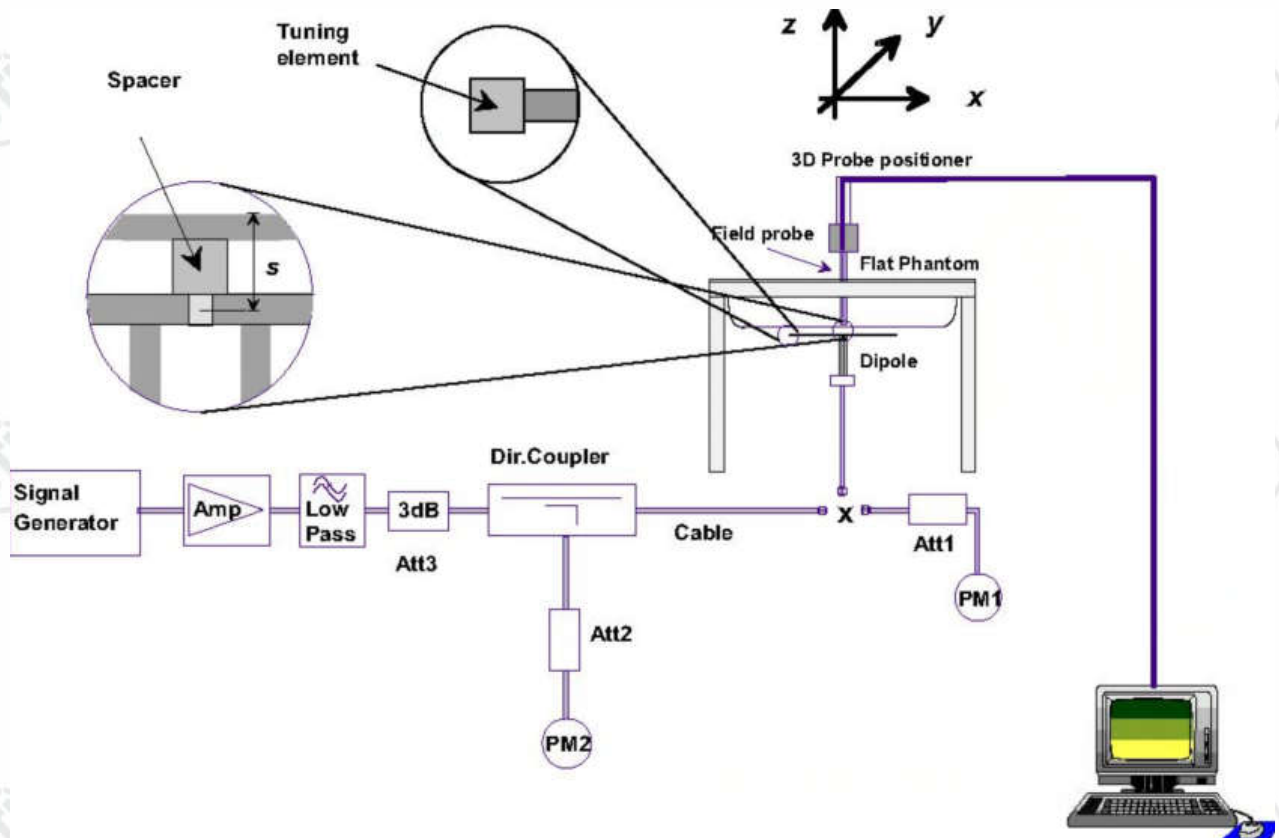 Tuning
element
Spacer
s
z
y
x
3D Probe positioner
Field probe
Flat Phantom
Dipole
Dir.Coupler
Signal
Generator
Amp
Low
Pass
3dB
Att3
Cable
x
Att1
PM1
Att2
PM2